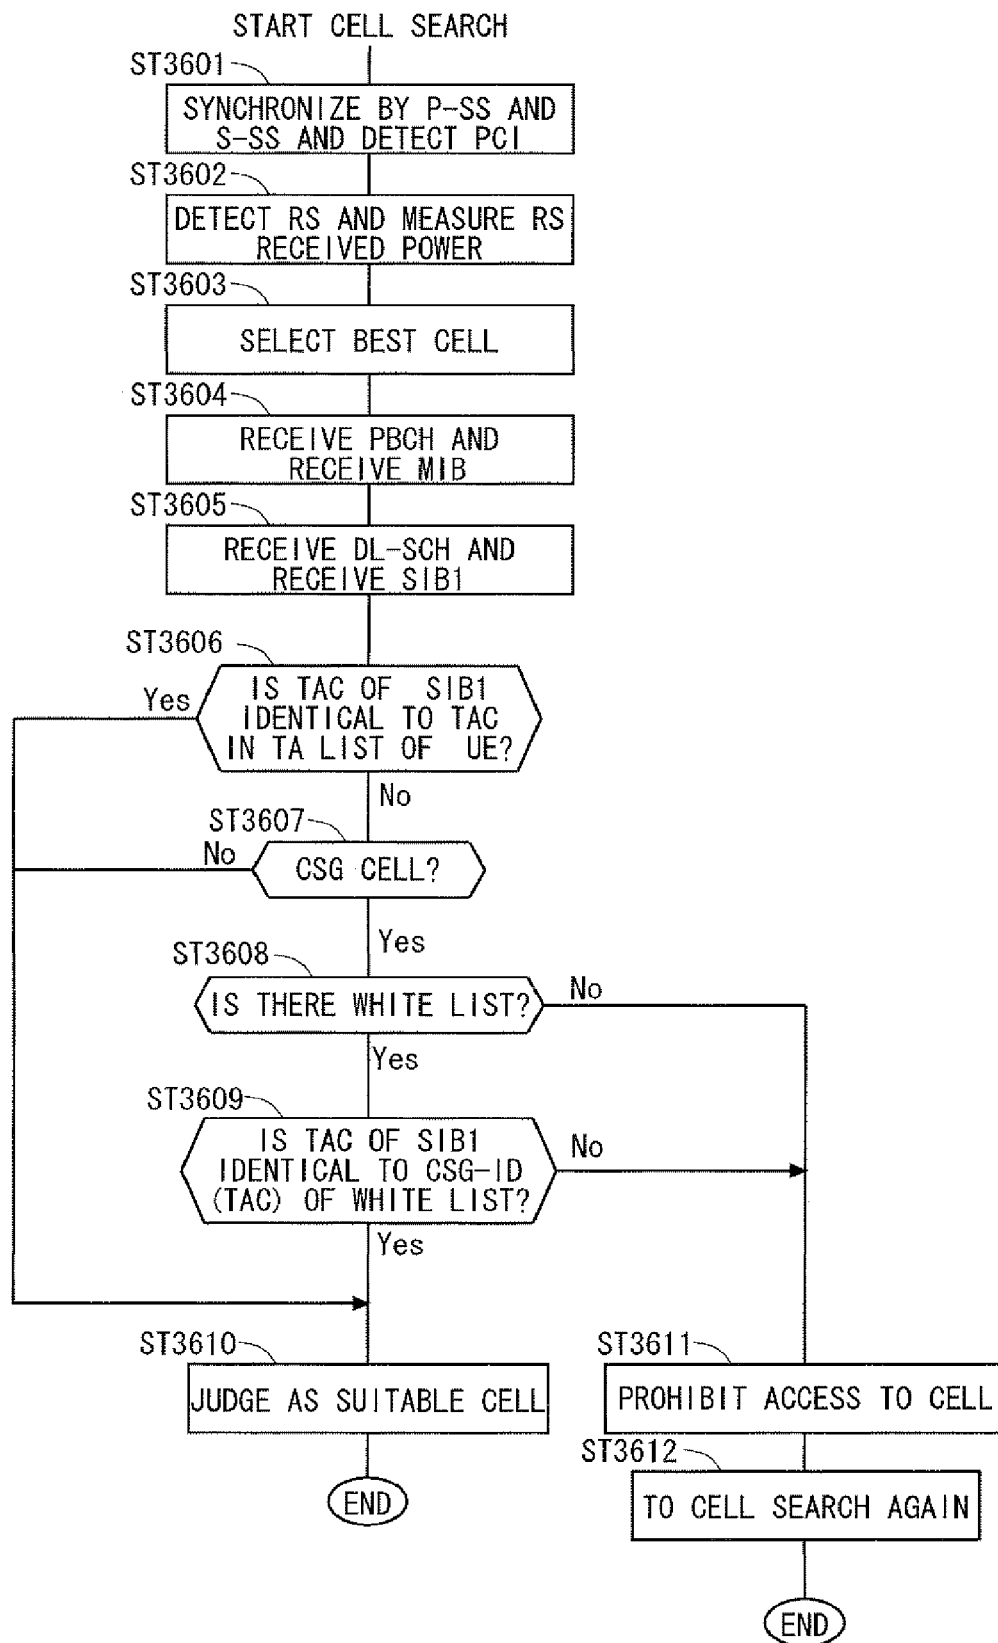 START CELL SEARCH
ST3601
SYNCHRONIZE BY P-SS AND
S-SS AND DETECT PCI
ST3602
DETECT RS AND MEASURE RS
RECEIVED POWER
ST3603
SELECT BEST CELL
ST3604
RECEIVE PBCH AND
RECEIVE MIB
ST3605
RECEIVE DL-SCH AND
RECEIVE SIB1
ST3606
IS TAC OF SIB1
IDENTICAL TO TAC
IN TA LIST OF UE?
Yes
No
ST3607
CSG CELL?
No
Yes
ST3608
IS THERE WHITE LIST?
No
Yes
ST3609
IS TAC OF SIB1
IDENTICAL TO CSG-ID
(TAC) OF WHITE LIST?
No
Yes
ST3610
JUDGE AS SUITABLE CELL
END
ST3611
PROHIBIT ACCESS TO CELL
ST3612
TO CELL SEARCH AGAIN
END